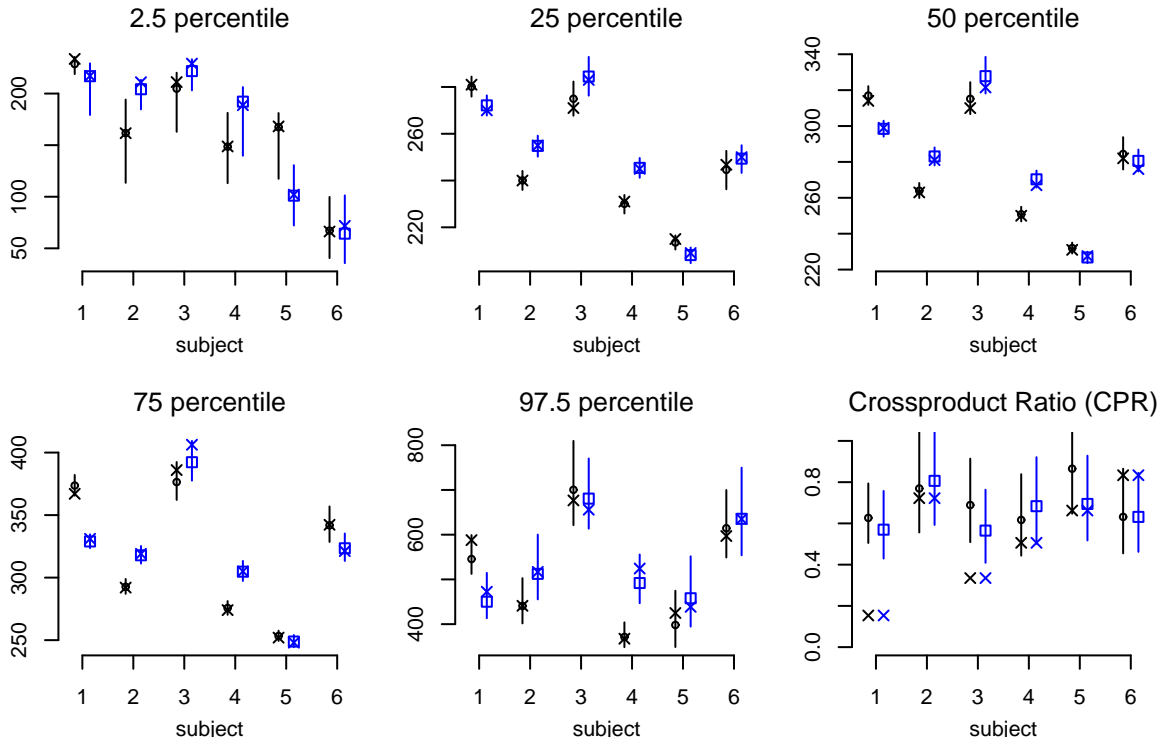 2.5 percentile
25 percentile
50 percentile
50 100 200
1 2 3 4 5 6
subject
220 260
1 2 3 4 5 6
subject
220 260 300 340
1 2 3 4 5 6
subject
75 percentile
97.5 percentile
Crossproduct Ratio (CPR)
250 300 350 400
1 2 3 4 5 6
subject
400 600 800
1 2 3 4 5 6
subject
0.0 0.4 0.8
1 2 3 4 5 6
subject